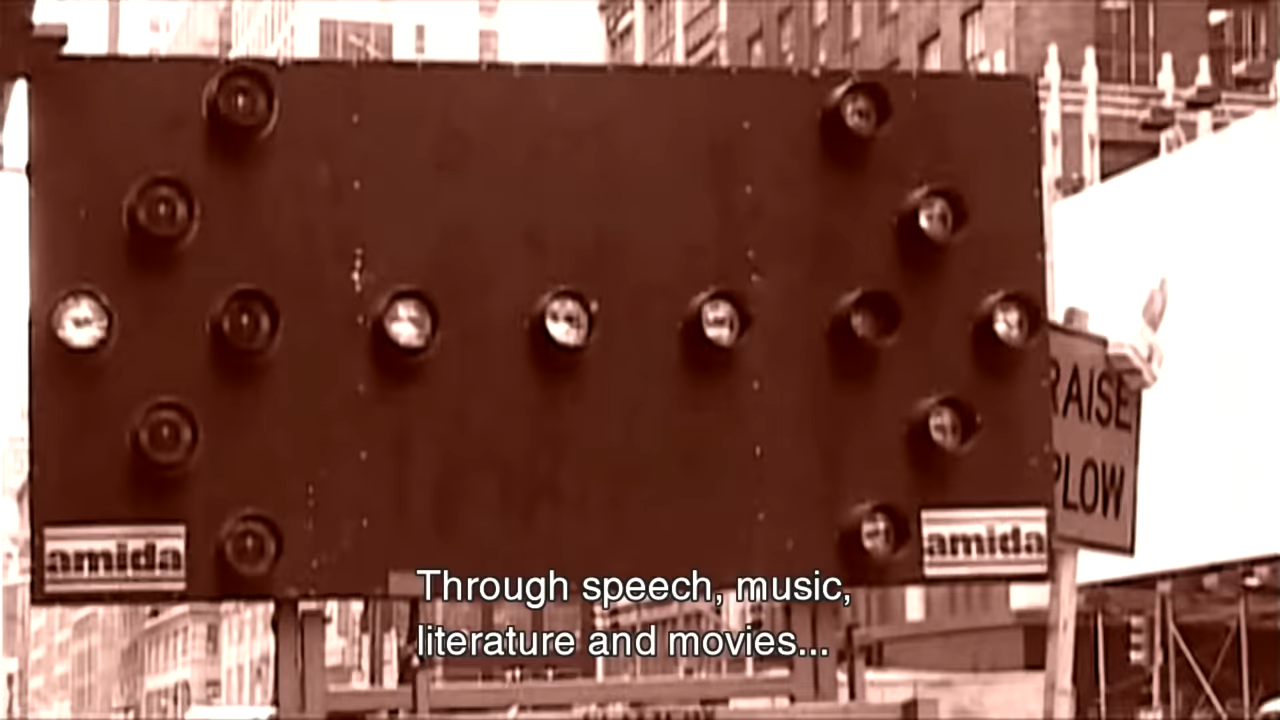 RAISE
PLOW
amida
amida
Through speech, music,
literature and movies...